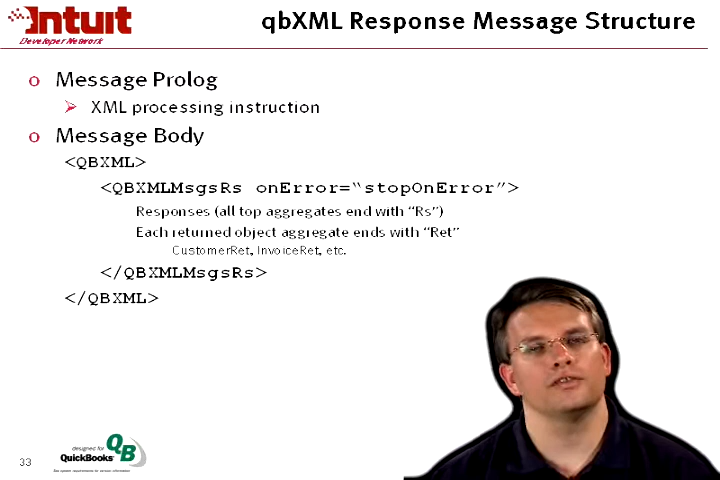 intuit
Developer Network
qbXML Response Message Structure
o Message Prolog
➢ XML processing instruction
o Message Body
<QBXML>
<QBXMLMsgsRs onError=“stopOnError”>
Responses (all top aggregates end with “Rs”)
Each returned object aggregate ends with “Ret”
CustomerRet, InvoiceRet, etc.
</QBXMLMsgsRs>
</QBXML>
33
designed for
QuickBooks
QB